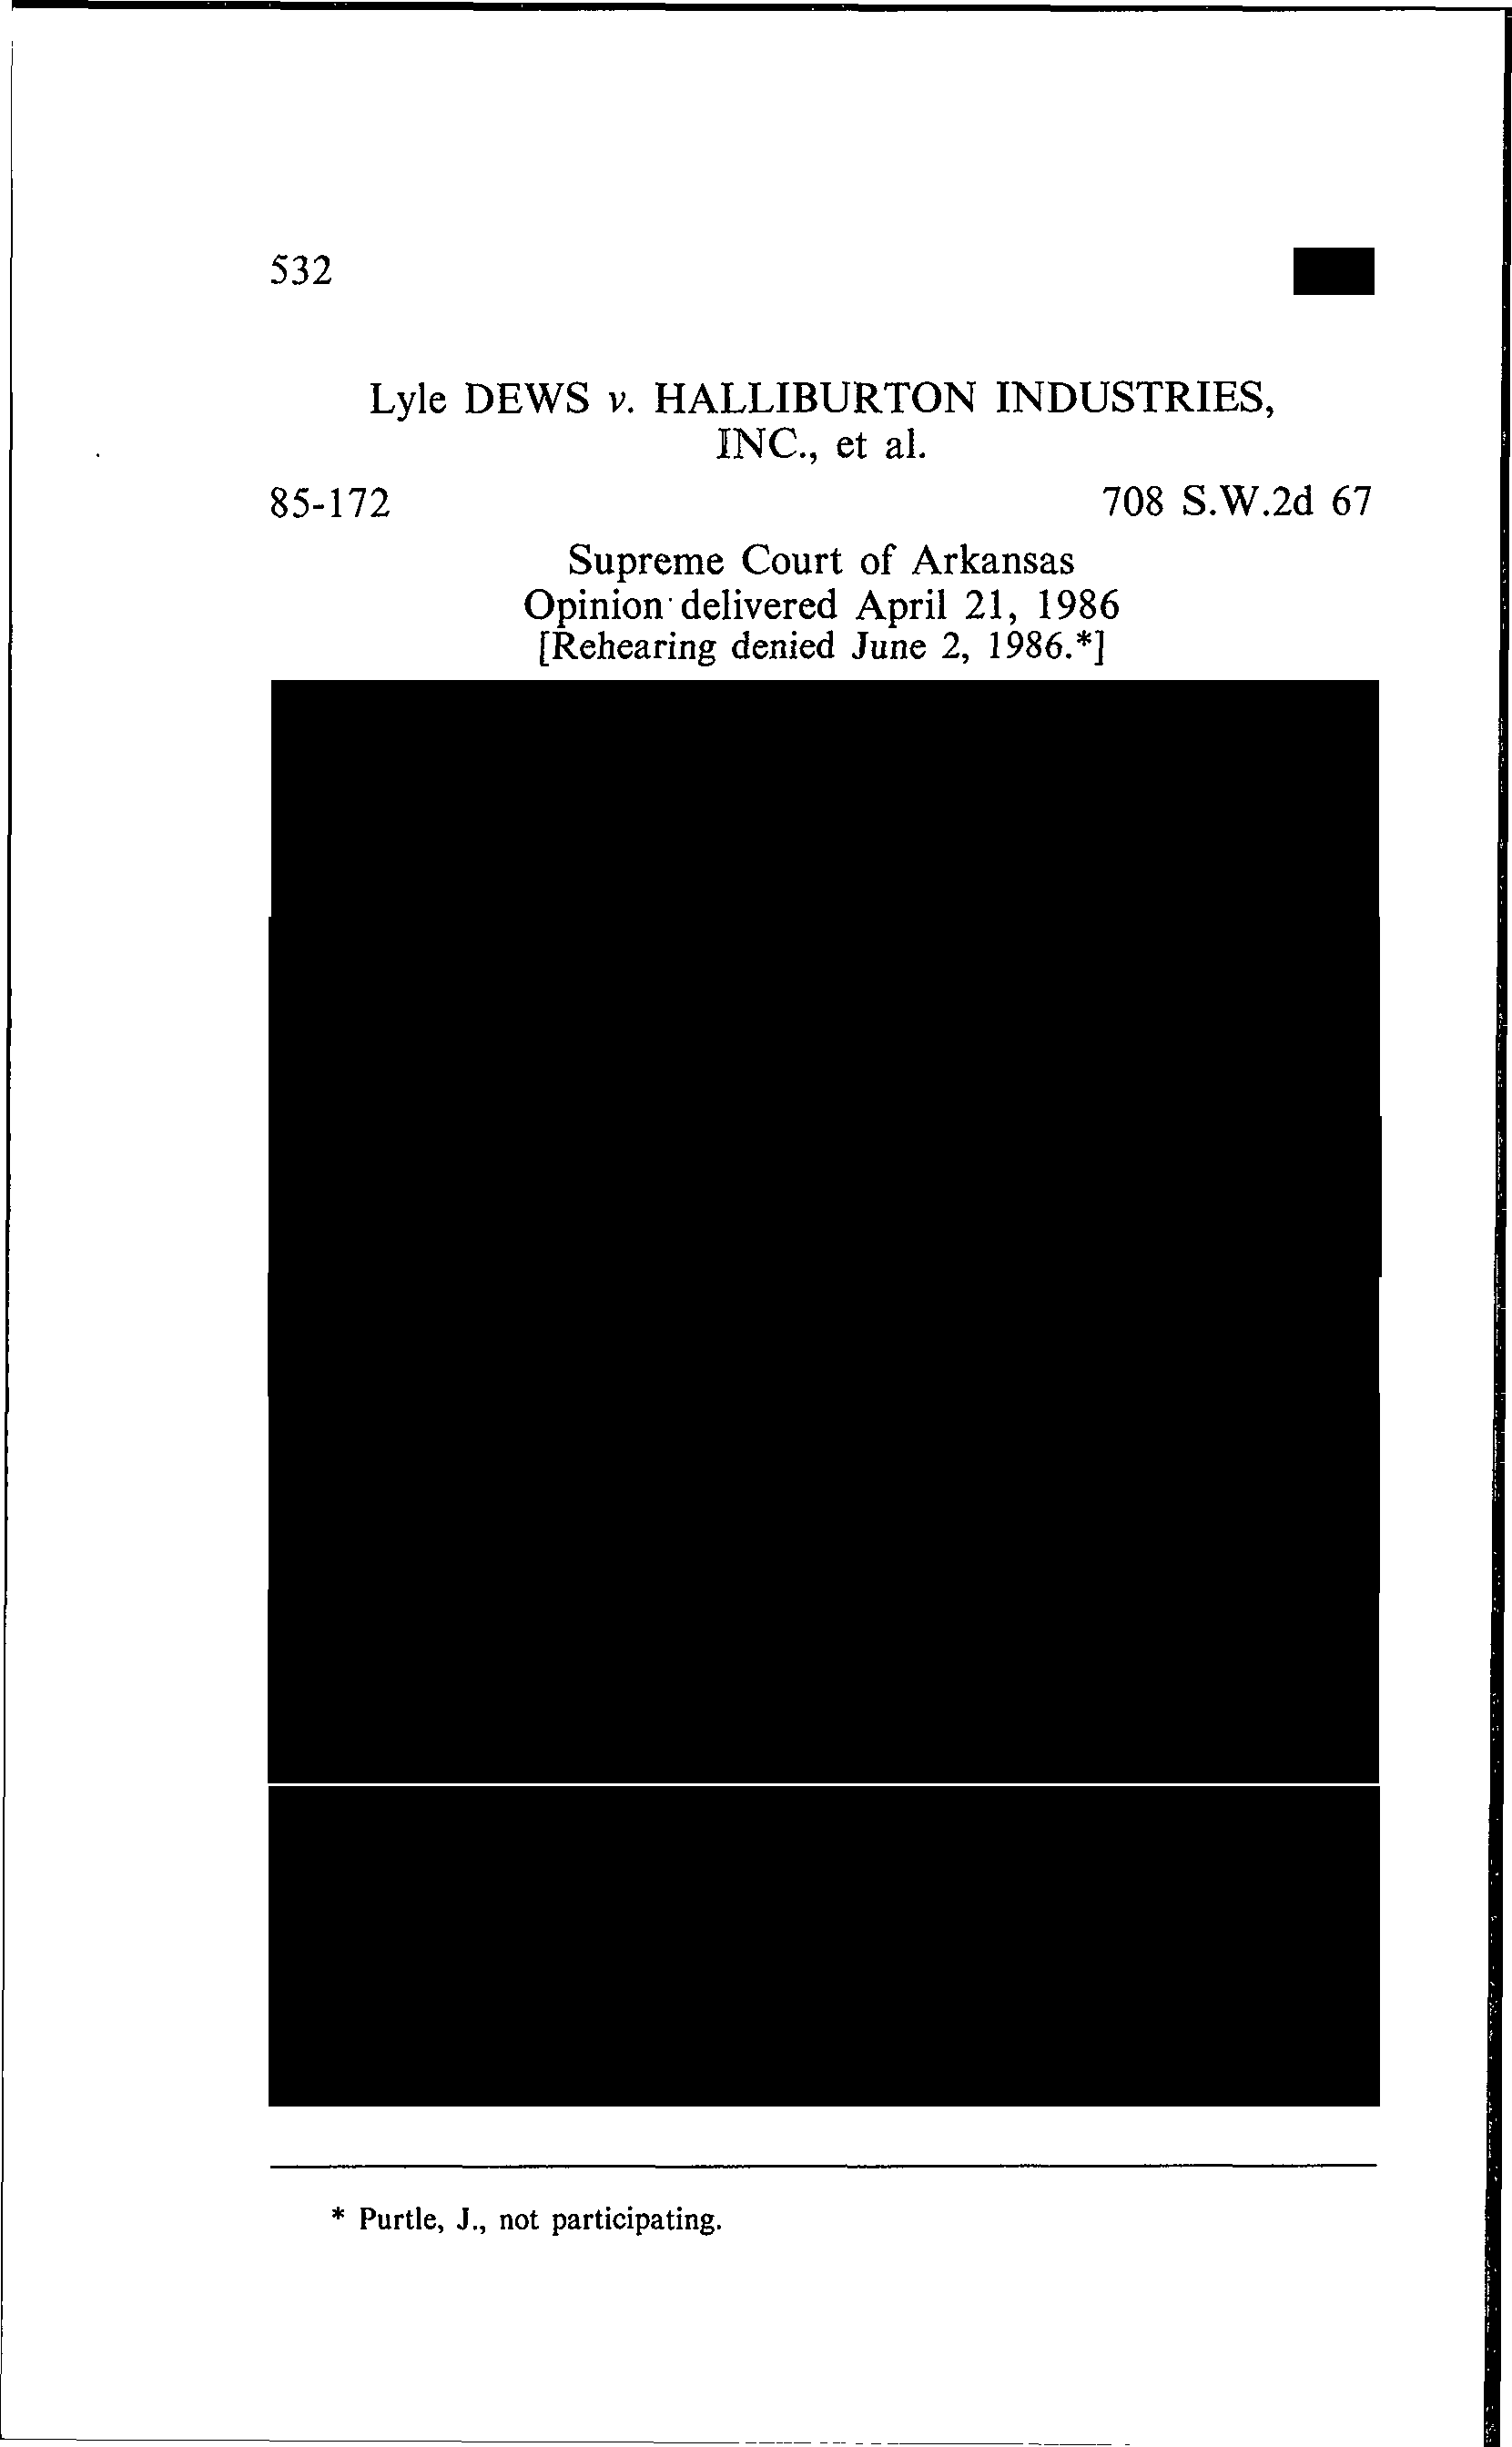 532
Lyle DEWS v. HALLIBURTON INDUSTRIES,
INC., et al.
85-172 708 S.W.2d 67
Supreme Court of Arkansas
Opinion delivered April 21, 1986
[Rehearing denied June 2, 1986.*]
* Purtle, J., not participating.